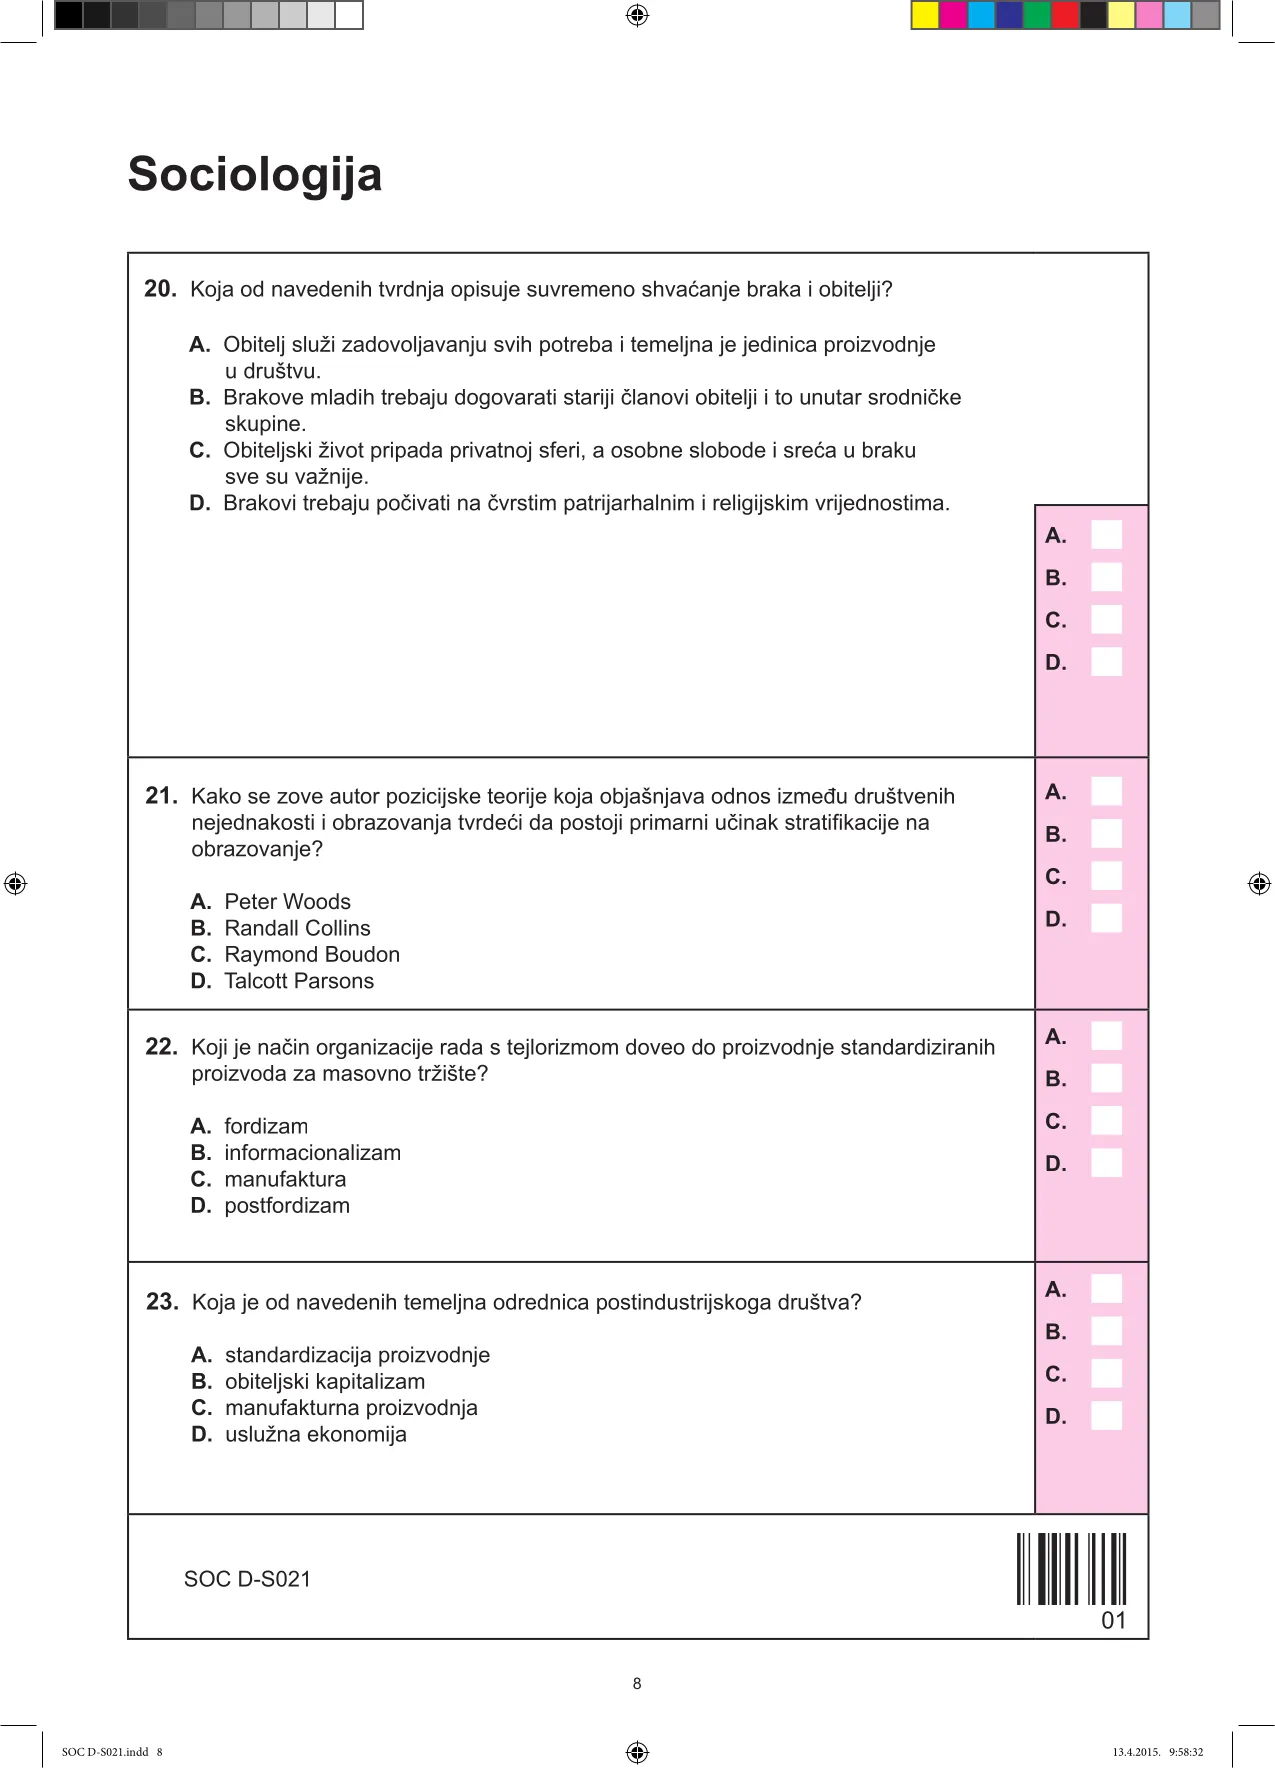 Sociologija
20. Koja od navedenih tvrdnja opisuje suvremeno shvaćanje braka i obitelji?
A. Obitelj služi zadovoljavanju svih potreba i temeljna je jedinica proizvodnje
u društvu.
B. Brakove mladih trebaju dogovarati stariji članovi obitelji i to unutar srodničke
skupine.
C. Obiteljski život pripada privatnoj sferi, a osobne slobode i sreća u braku
sve su važnije.
D. Brakovi trebaju počivati na čvrstim patrijarhalnim i religijskim vrijednostima.
A.
B.
C.
D.
21. Kako se zove autor pozicijske teorije koja objašnjava odnos između društvenih
nejednakosti i obrazovanja tvrdeći da postoji primarni učinak stratifikacije na
obrazovanje?
A. Peter Woods
B. Randall Collins
C. Raymond Boudon
D. Talcott Parsons
A.
B.
C.
D.
22. Koji je način organizacije rada s tejlorizmom doveo do proizvodnje standardiziranih
proizvoda za masovno tržište?
A. fordizam
B. informacionalizam
C. manufaktura
D. postfordizam
A.
B.
C.
D.
23. Koja je od navedenih temeljna odrednica postindustrijskoga društva?
A. standardizacija proizvodnje
B. obiteljski kapitalizam
C. manufakturna proizvodnja
D. uslužna ekonomija
A.
B.
C.
D.
SOC D-S021
01
8
SOC D-S021.indd 8
13.4.2015. 9:58:32